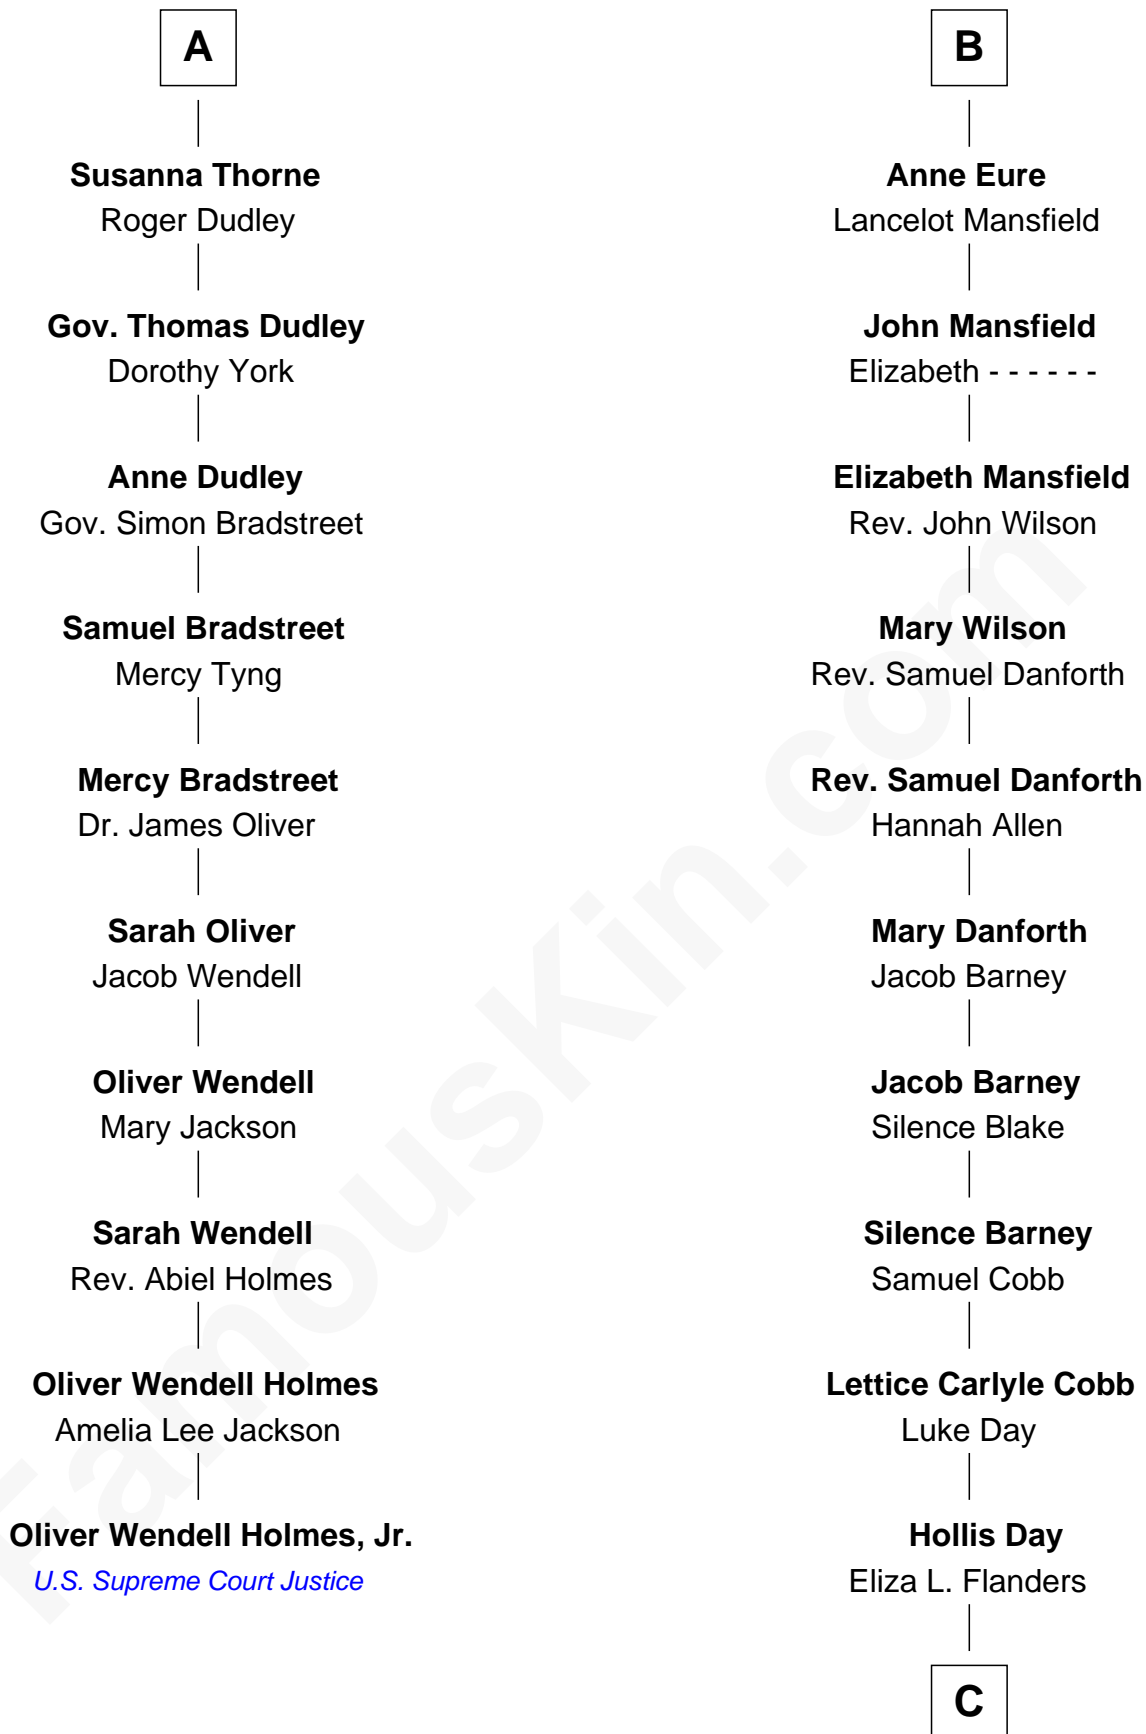 A
Susanna Thorne
Roger Dudley
Gov. Thomas Dudley
Dorothy York
Anne Dudley
Gov. Simon Bradstreet
Samuel Bradstreet
Mercy Tyng
Mercy Bradstreet
Dr. James Oliver
Sarah Oliver
Jacob Wendell
Oliver Wendell
Mary Jackson
Sarah Wendell
Rev. Abiel Holmes
Oliver Wendell Holmes
Amelia Lee Jackson
Oliver Wendell Holmes, Jr.
U.S. Supreme Court Justice
B
Anne Eure
Lancelot Mansfield
John Mansfield
Elizabeth - - - - - -
Elizabeth Mansfield
Rev. John Wilson
Mary Wilson
Rev. Samuel Danforth
Rev. Samuel Danforth
Hannah Allen
Mary Danforth
Jacob Barney
Jacob Barney
Silence Blake
Silence Barney
Samuel Cobb
Lettice Carlyle Cobb
Luke Day
Hollis Day
Eliza L. Flanders
C
FamousKin.com